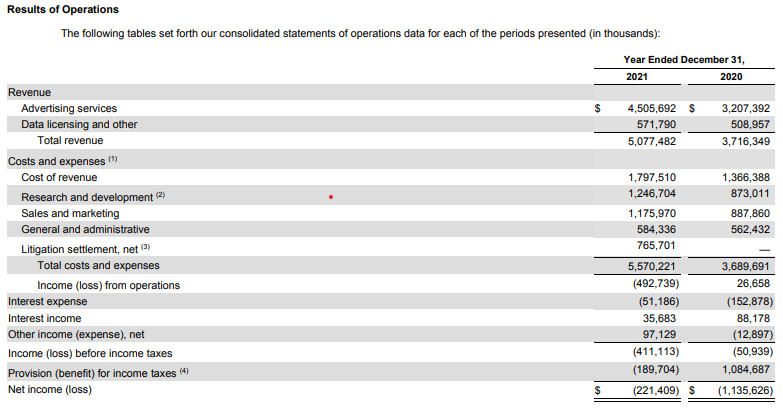 Results of Operations
The following tables set forth our consolidated statements of operations data for each of the periods presented (in thousands):
Year Ended December 31,
2021 2020
Revenue
Advertising services $ 4,505,692 $ 3,207,392
Data licensing and other 571,790 508,957
Total revenue 5,077,482 3,716,349
Costs and expenses (1)
Cost of revenue 1,797,510 1,366,388
Research and development (2) 1,246,704 873,011
Sales and marketing 1,175,970 887,860
General and administrative 584,336 562,432
Litigation settlement, net (3) 765,701 —
Total costs and expenses 5,570,221 3,689,691
Income (loss) from operations (492,739) 26,658
Interest expense (51,186) (152,878)
Interest income 35,683 88,178
Other income (expense), net 97,129 (12,897)
Income (loss) before income taxes (411,113) (50,939)
Provision (benefit) for income taxes (4) (189,704) 1,084,687
Net income (loss) $ (221,409) $ (1,135,626)